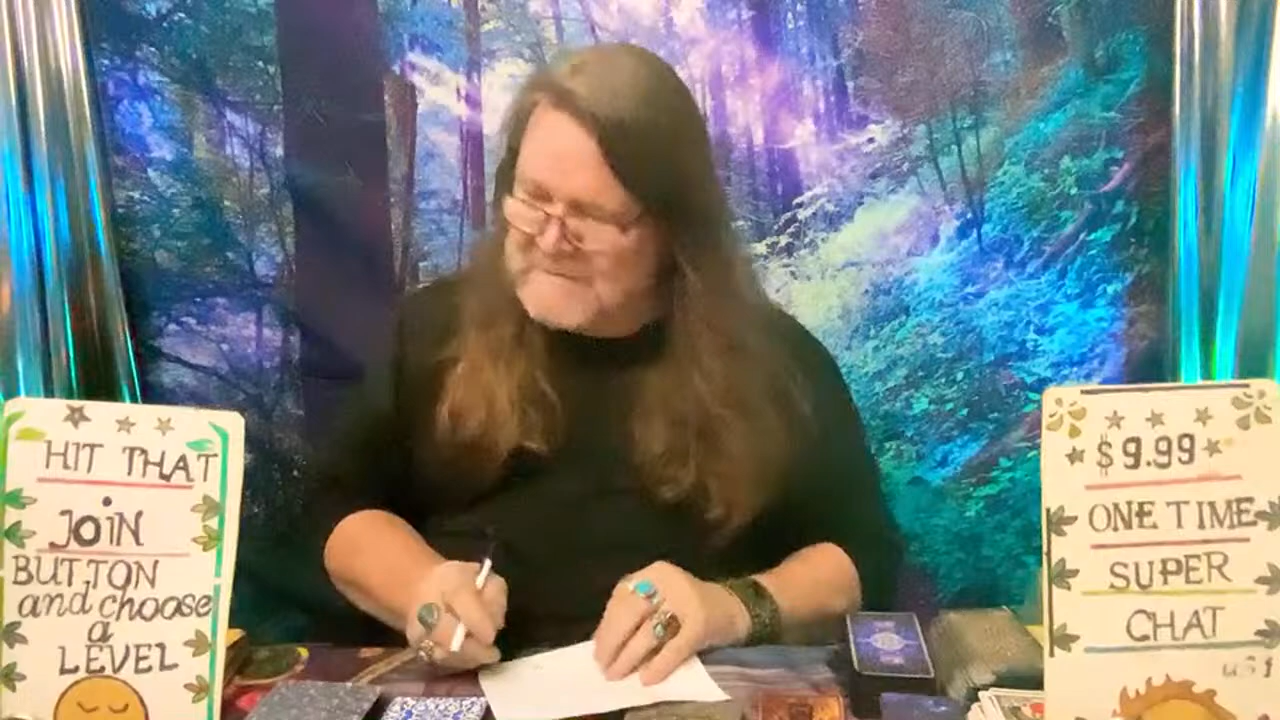 HIT THAT
JOiN
BUTTON
and choose
a
LEVEL
$9.99
ONE TIME
SUPER
CHAT